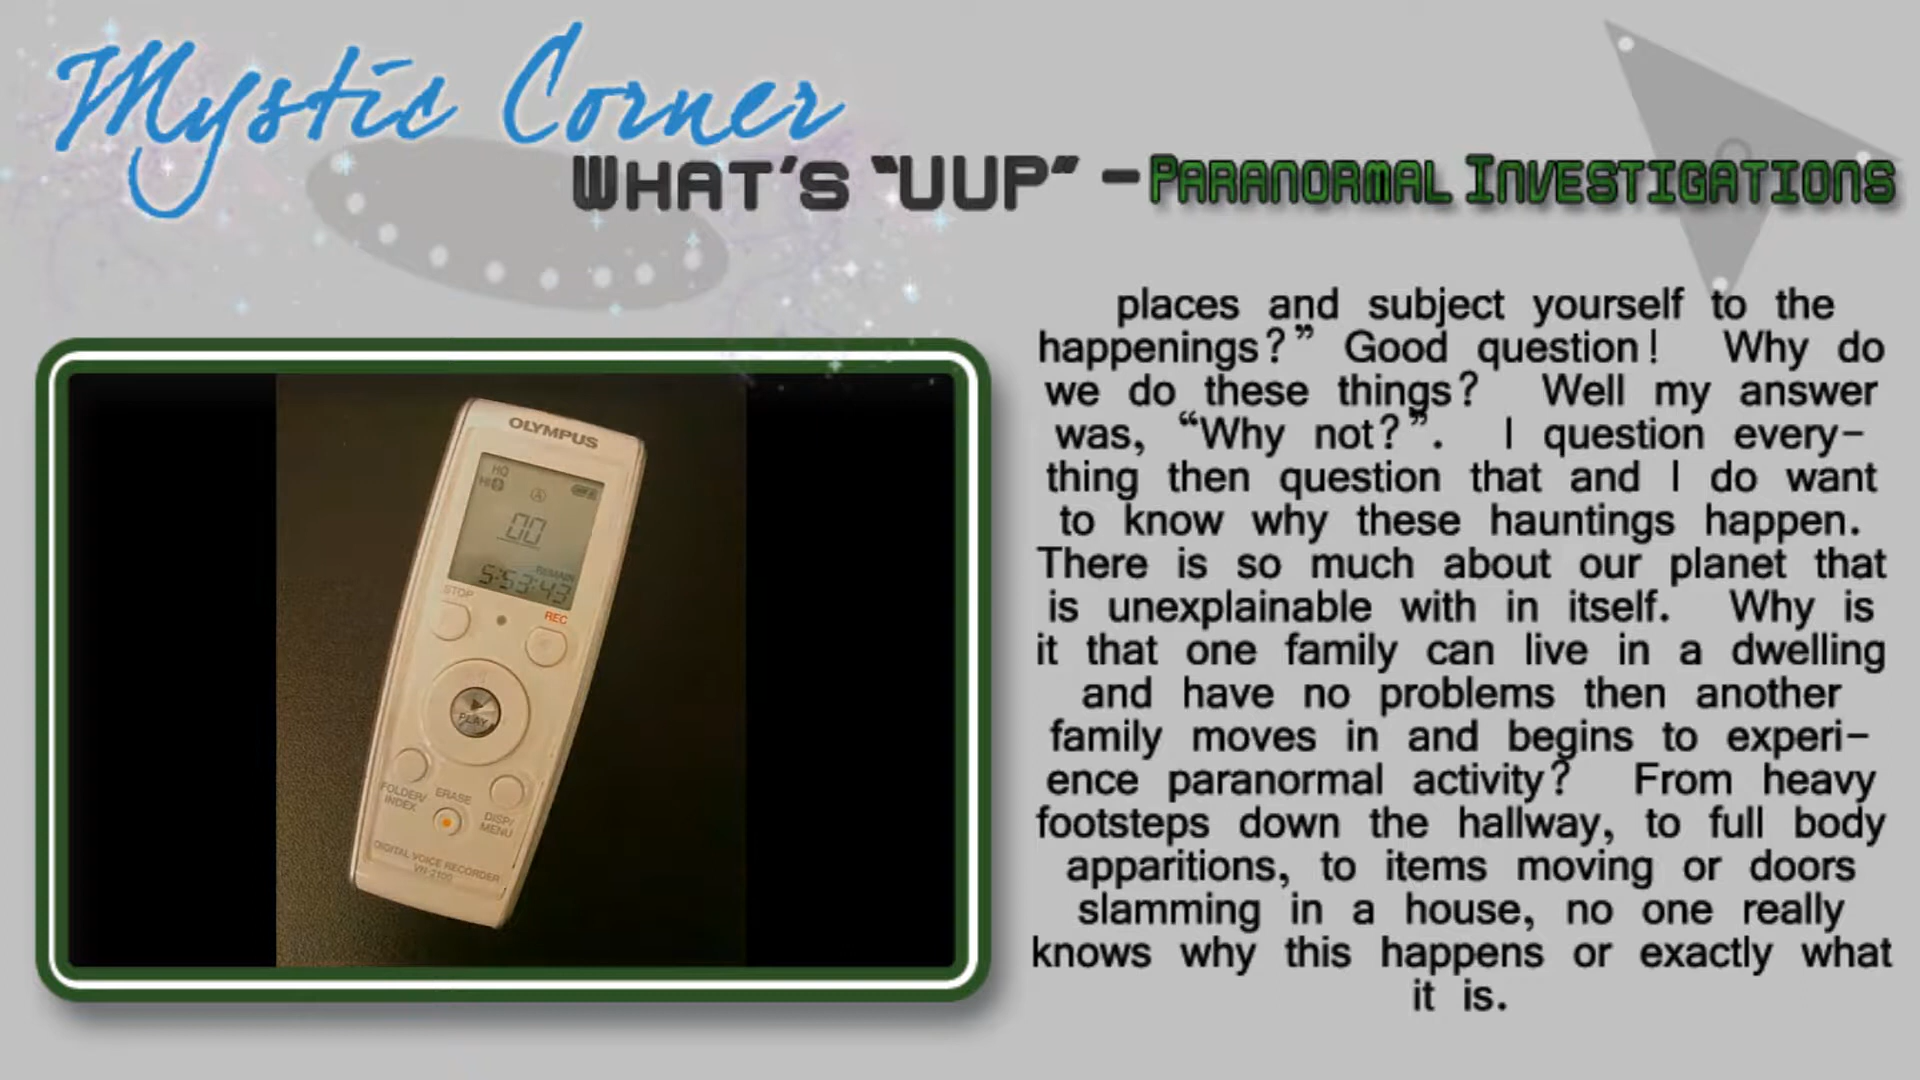 Mystic Corner
WHAT'S "UUP" - PARANORMAL INVESTIGATIONS
places and subject yourself to the
happenings?” Good question! Why do
we do these things? Well my answer
was, “Why not?”. I question every-
thing then question that and I do want
to know why these hauntings happen.
There is so much about our planet that
is unexplainable with in itself. Why is
it that one family can live in a dwelling
and have no problems then another
family moves in and begins to experi-
ence paranormal activity? From heavy
footsteps down the hallway, to full body
apparitions, to items moving or doors
slamming in a house, no one really
knows why this happens or exactly what
it is.
OLYMPUS
HQ
HI
00
REMAIN
5:53:43
STOP
REC
PLAY
FOLDER/
INDEX
ERASE
DISP/
MENU
DIGITAL VOICE RECORDER